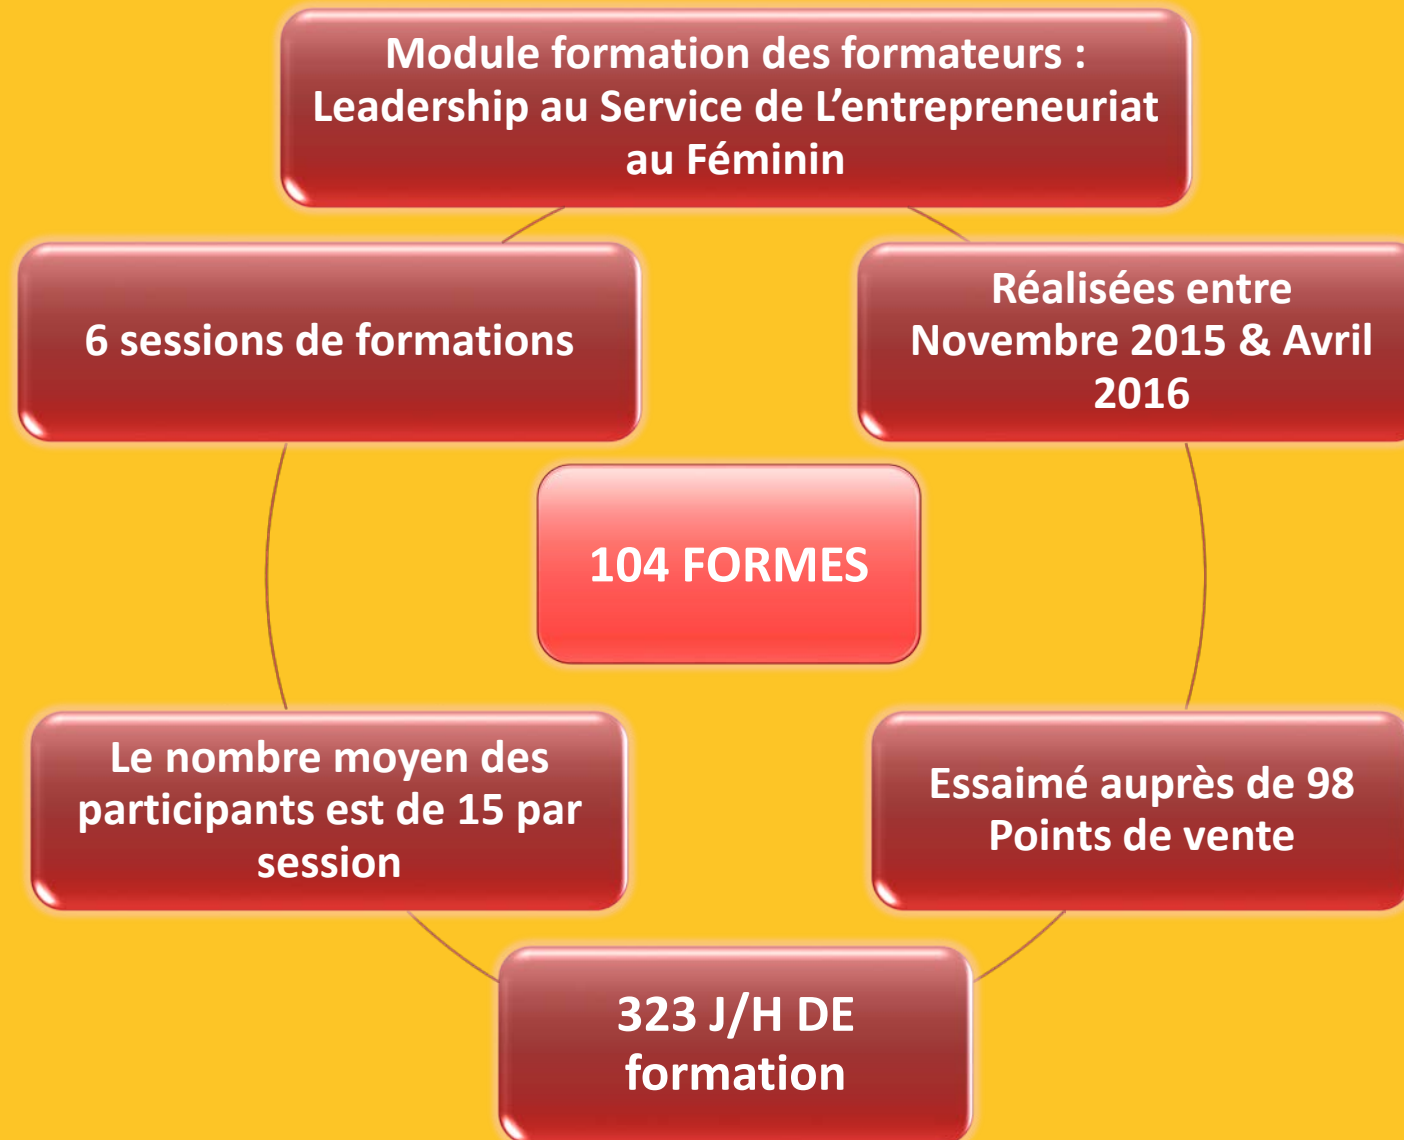 Module formation des formateurs :
Leadership au Service de L’entrepreneuriat
au Féminin
6 sessions de formations
Réalisées entre
Novembre 2015 & Avril
2016
104 FORMES
Le nombre moyen des
participants est de 15 par
session
Essaimé auprès de 98
Points de vente
323 J/H DE
formation